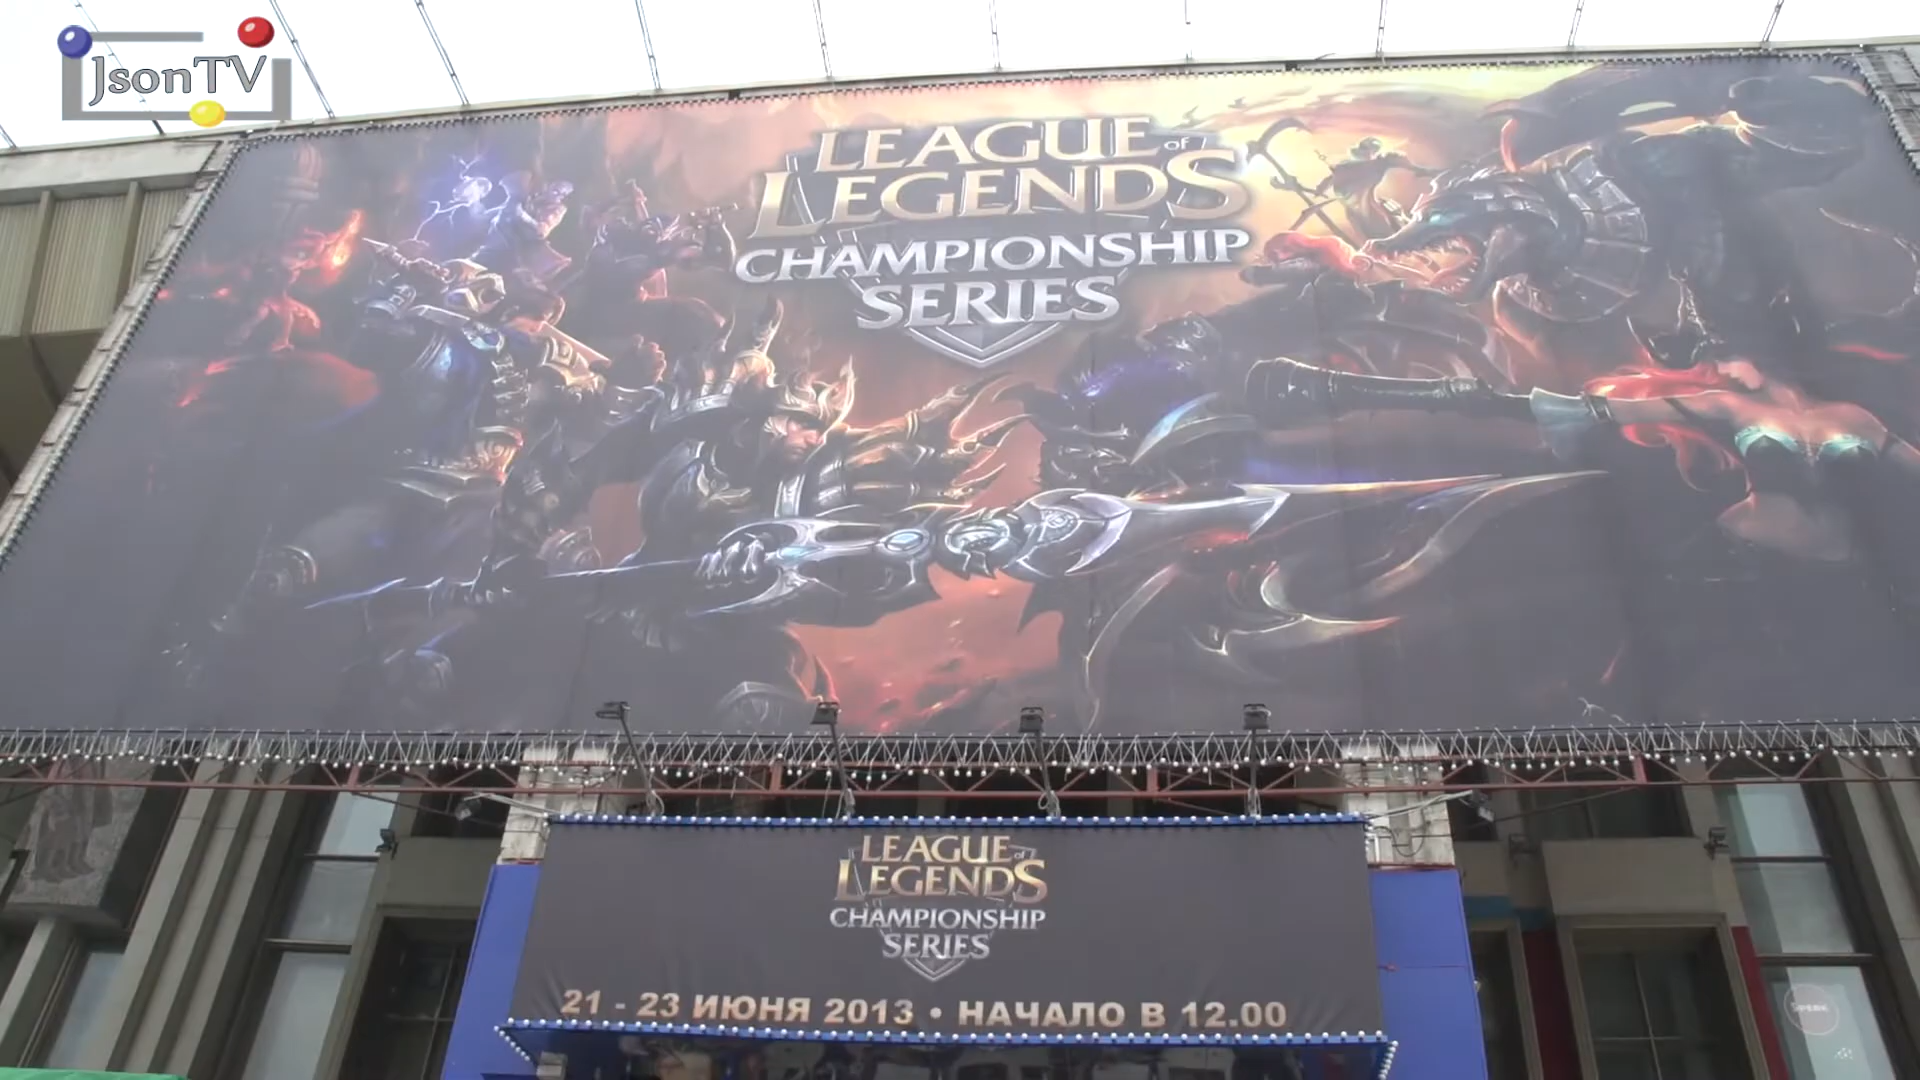 JsonTV
LEAGUE of
LEGENDS
CHAMPIONSHIP
SERIES
LEAGUE of
LEGENDS
CHAMPIONSHIP
SERIES
21 - 23 ИЮНЯ 2013 • НАЧАЛО В 12.00